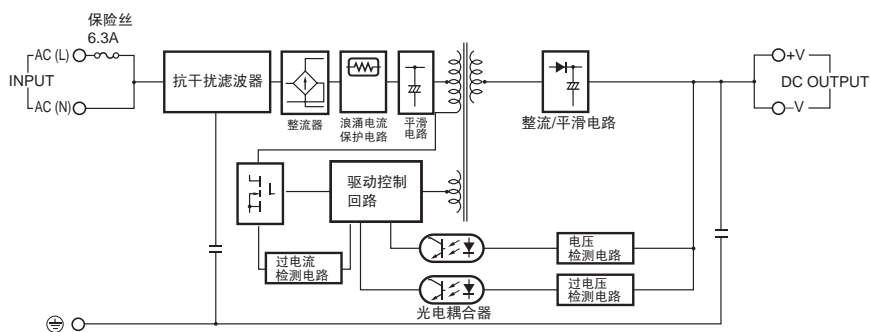 保险丝
6.3A
AC (L)
INPUT
AC (N)
抗干扰滤波器
整流器
浪涌电流
保护电路
平滑
电路
整流/平滑电路
+V
DC OUTPUT
−V
驱动控制
回路
过电流
检测电路
电压
检测电路
过电压
检测电路
光电耦合器